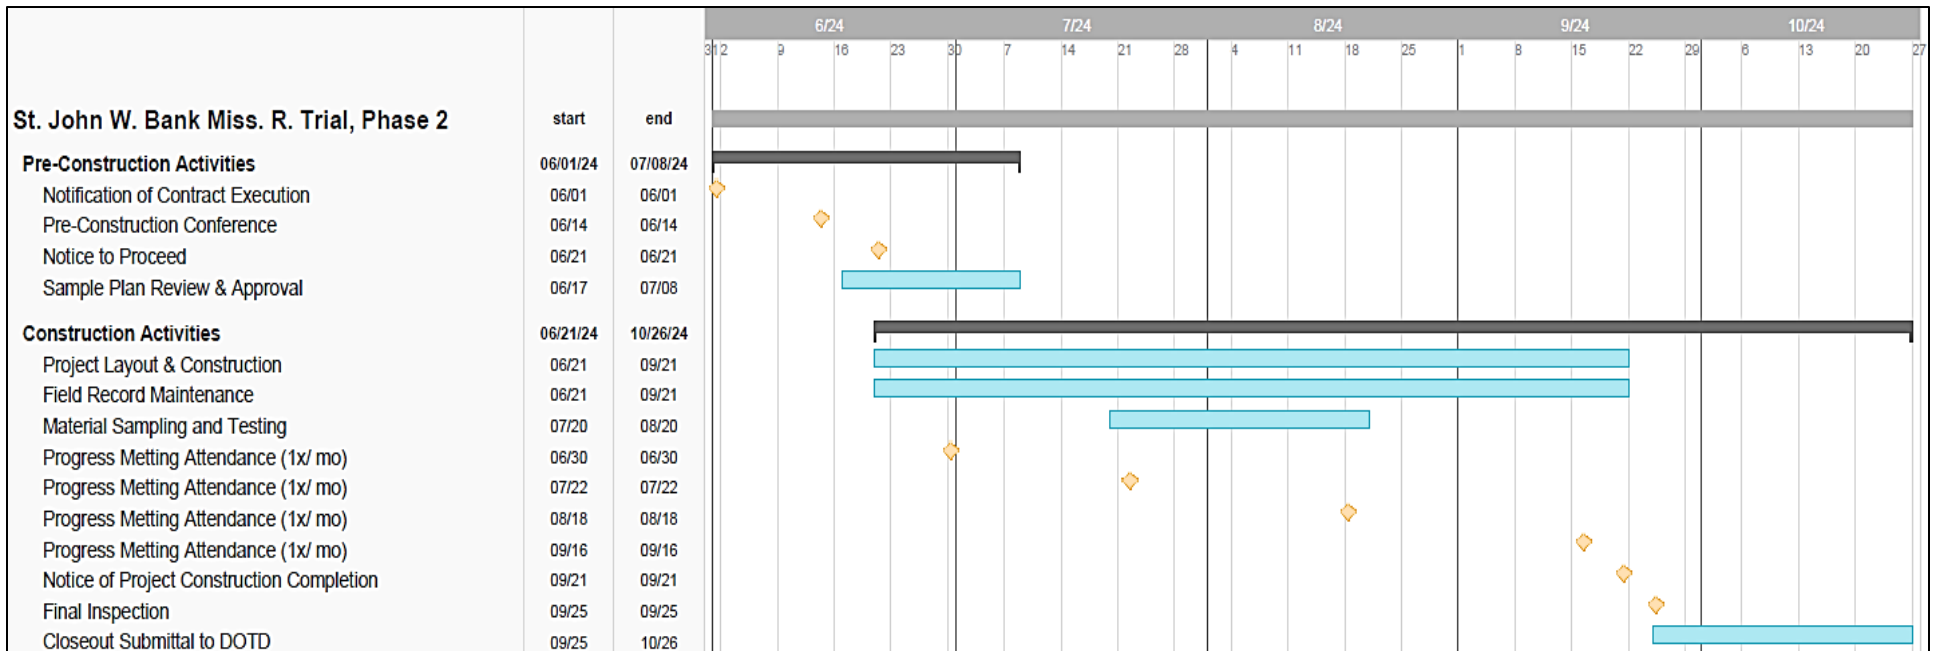 6/24 7/24 8/24 9/24 10/24
31 2 9 16 23 30 7 14 21 28 4 11 18 25 1 8 15 22 29 6 13 20 27
St. John W. Bank Miss. R. Trial, Phase 2 start end
Pre-Construction Activities 06/01/24 07/08/24
Notification of Contract Execution 06/01 06/01
Pre-Construction Conference 06/14 06/14
Notice to Proceed 06/21 06/21
Sample Plan Review & Approval 06/17 07/08
Construction Activities 06/21/24 10/26/24
Project Layout & Construction 06/21 09/21
Field Record Maintenance 06/21 09/21
Material Sampling and Testing 07/20 08/20
Progress Metting Attendance (1x/ mo) 06/30 06/30
Progress Metting Attendance (1x/ mo) 07/22 07/22
Progress Metting Attendance (1x/ mo) 08/18 08/18
Progress Metting Attendance (1x/ mo) 09/16 09/16
Notice of Project Construction Completion 09/21 09/21
Final Inspection 09/25 09/25
Closeout Submittal to DOTD 09/25 10/26